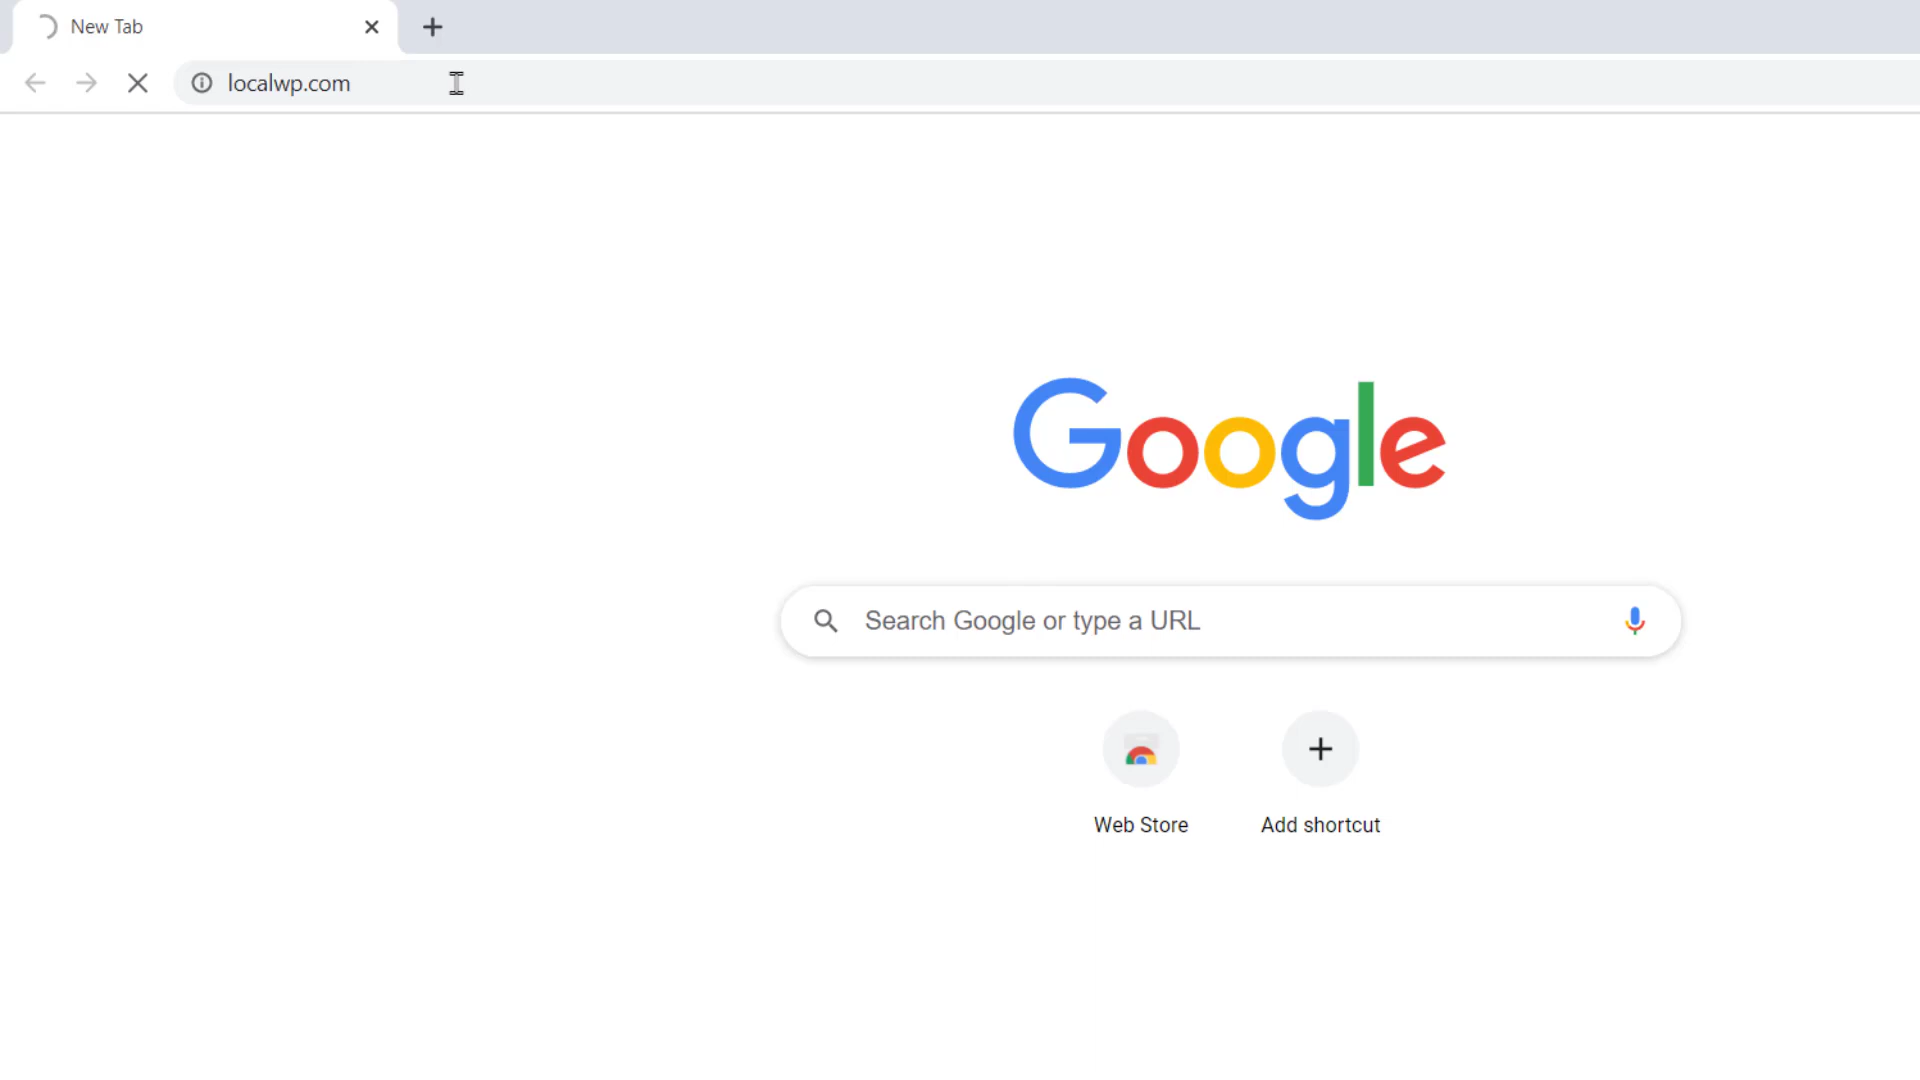 New Tab
localwp.com
Google
Search Google or type a URL
Web Store
Add shortcut